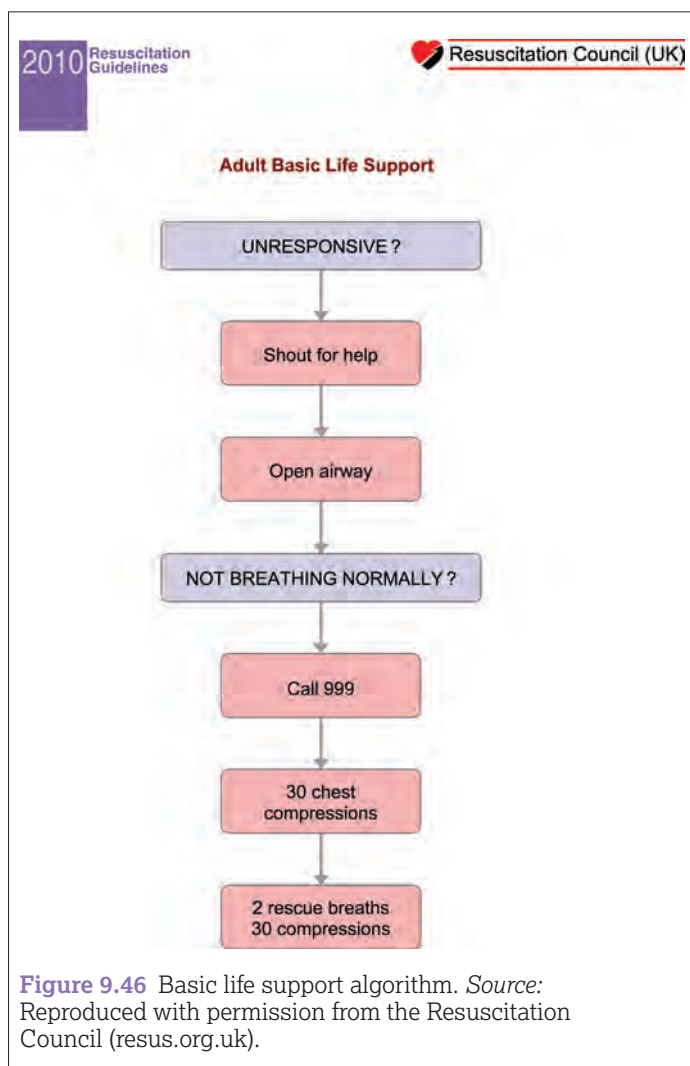 2010 Resuscitation
Guidelines
Resuscitation Council (UK)
Adult Basic Life Support
UNRESPONSIVE ?
Shout for help
Open airway
NOT BREATHING NORMALLY ?
Call 999
30 chest
compressions
2 rescue breaths
30 compressions
Figure 9.46 Basic life support algorithm. Source:
Reproduced with permission from the Resuscitation
Council (resus.org.uk).